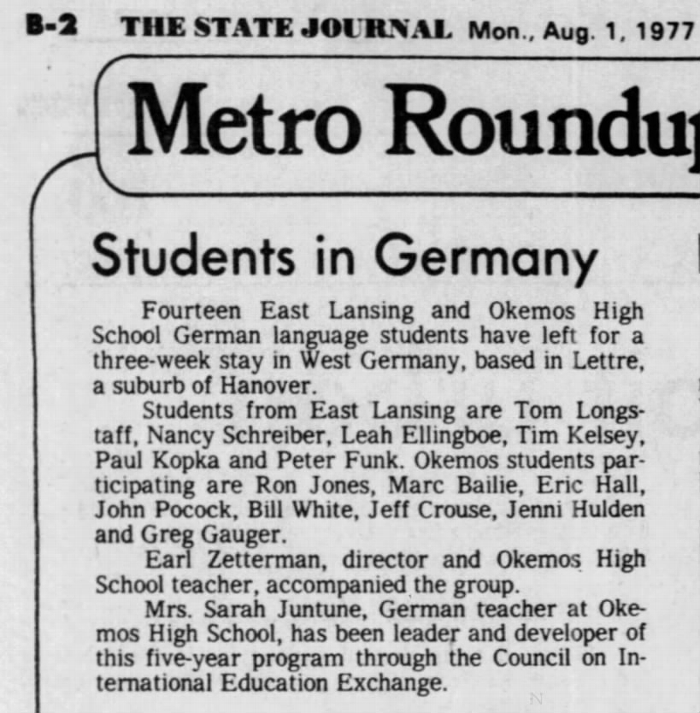 B-2 THE STATE JOURNAL Mon., Aug. 1, 1977
Metro Roundup
Students in Germany
Fourteen East Lansing and Okemos High
School German language students have left for a
three-week stay in West Germany, based in Lettre,
a suburb of Hanover.
Students from East Lansing are Tom Longs-
taff, Nancy Schreiber, Leah Ellingboe, Tim Kelsey,
Paul Kopka and Peter Funk. Okemos students par-
ticipating are Ron Jones, Marc Bailie, Eric Hall,
John Pocock, Bill White, Jeff Crouse, Jenni Hulden
and Greg Gauger.
Earl Zetterman, director and Okemos High
School teacher, accompanied the group.
Mrs. Sarah Juntune, German teacher at Oke-
mos High School, has been leader and developer of
this five-year program through the Council on In-
ternational Education Exchange.